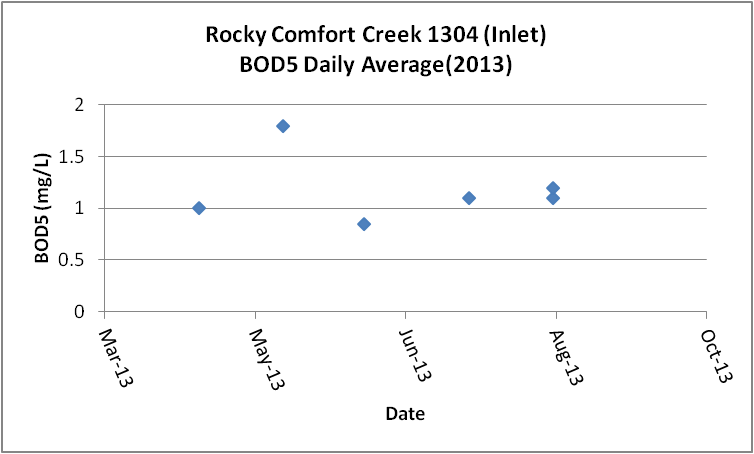 Rocky Comfort Creek 1304 (Inlet)
BOD5 Daily Average(2013)
2
1.5
1
0.5
0
BOD5 (mg/L)
Mar-13
May-13
Jun-13
Aug-13
Oct-13
Date